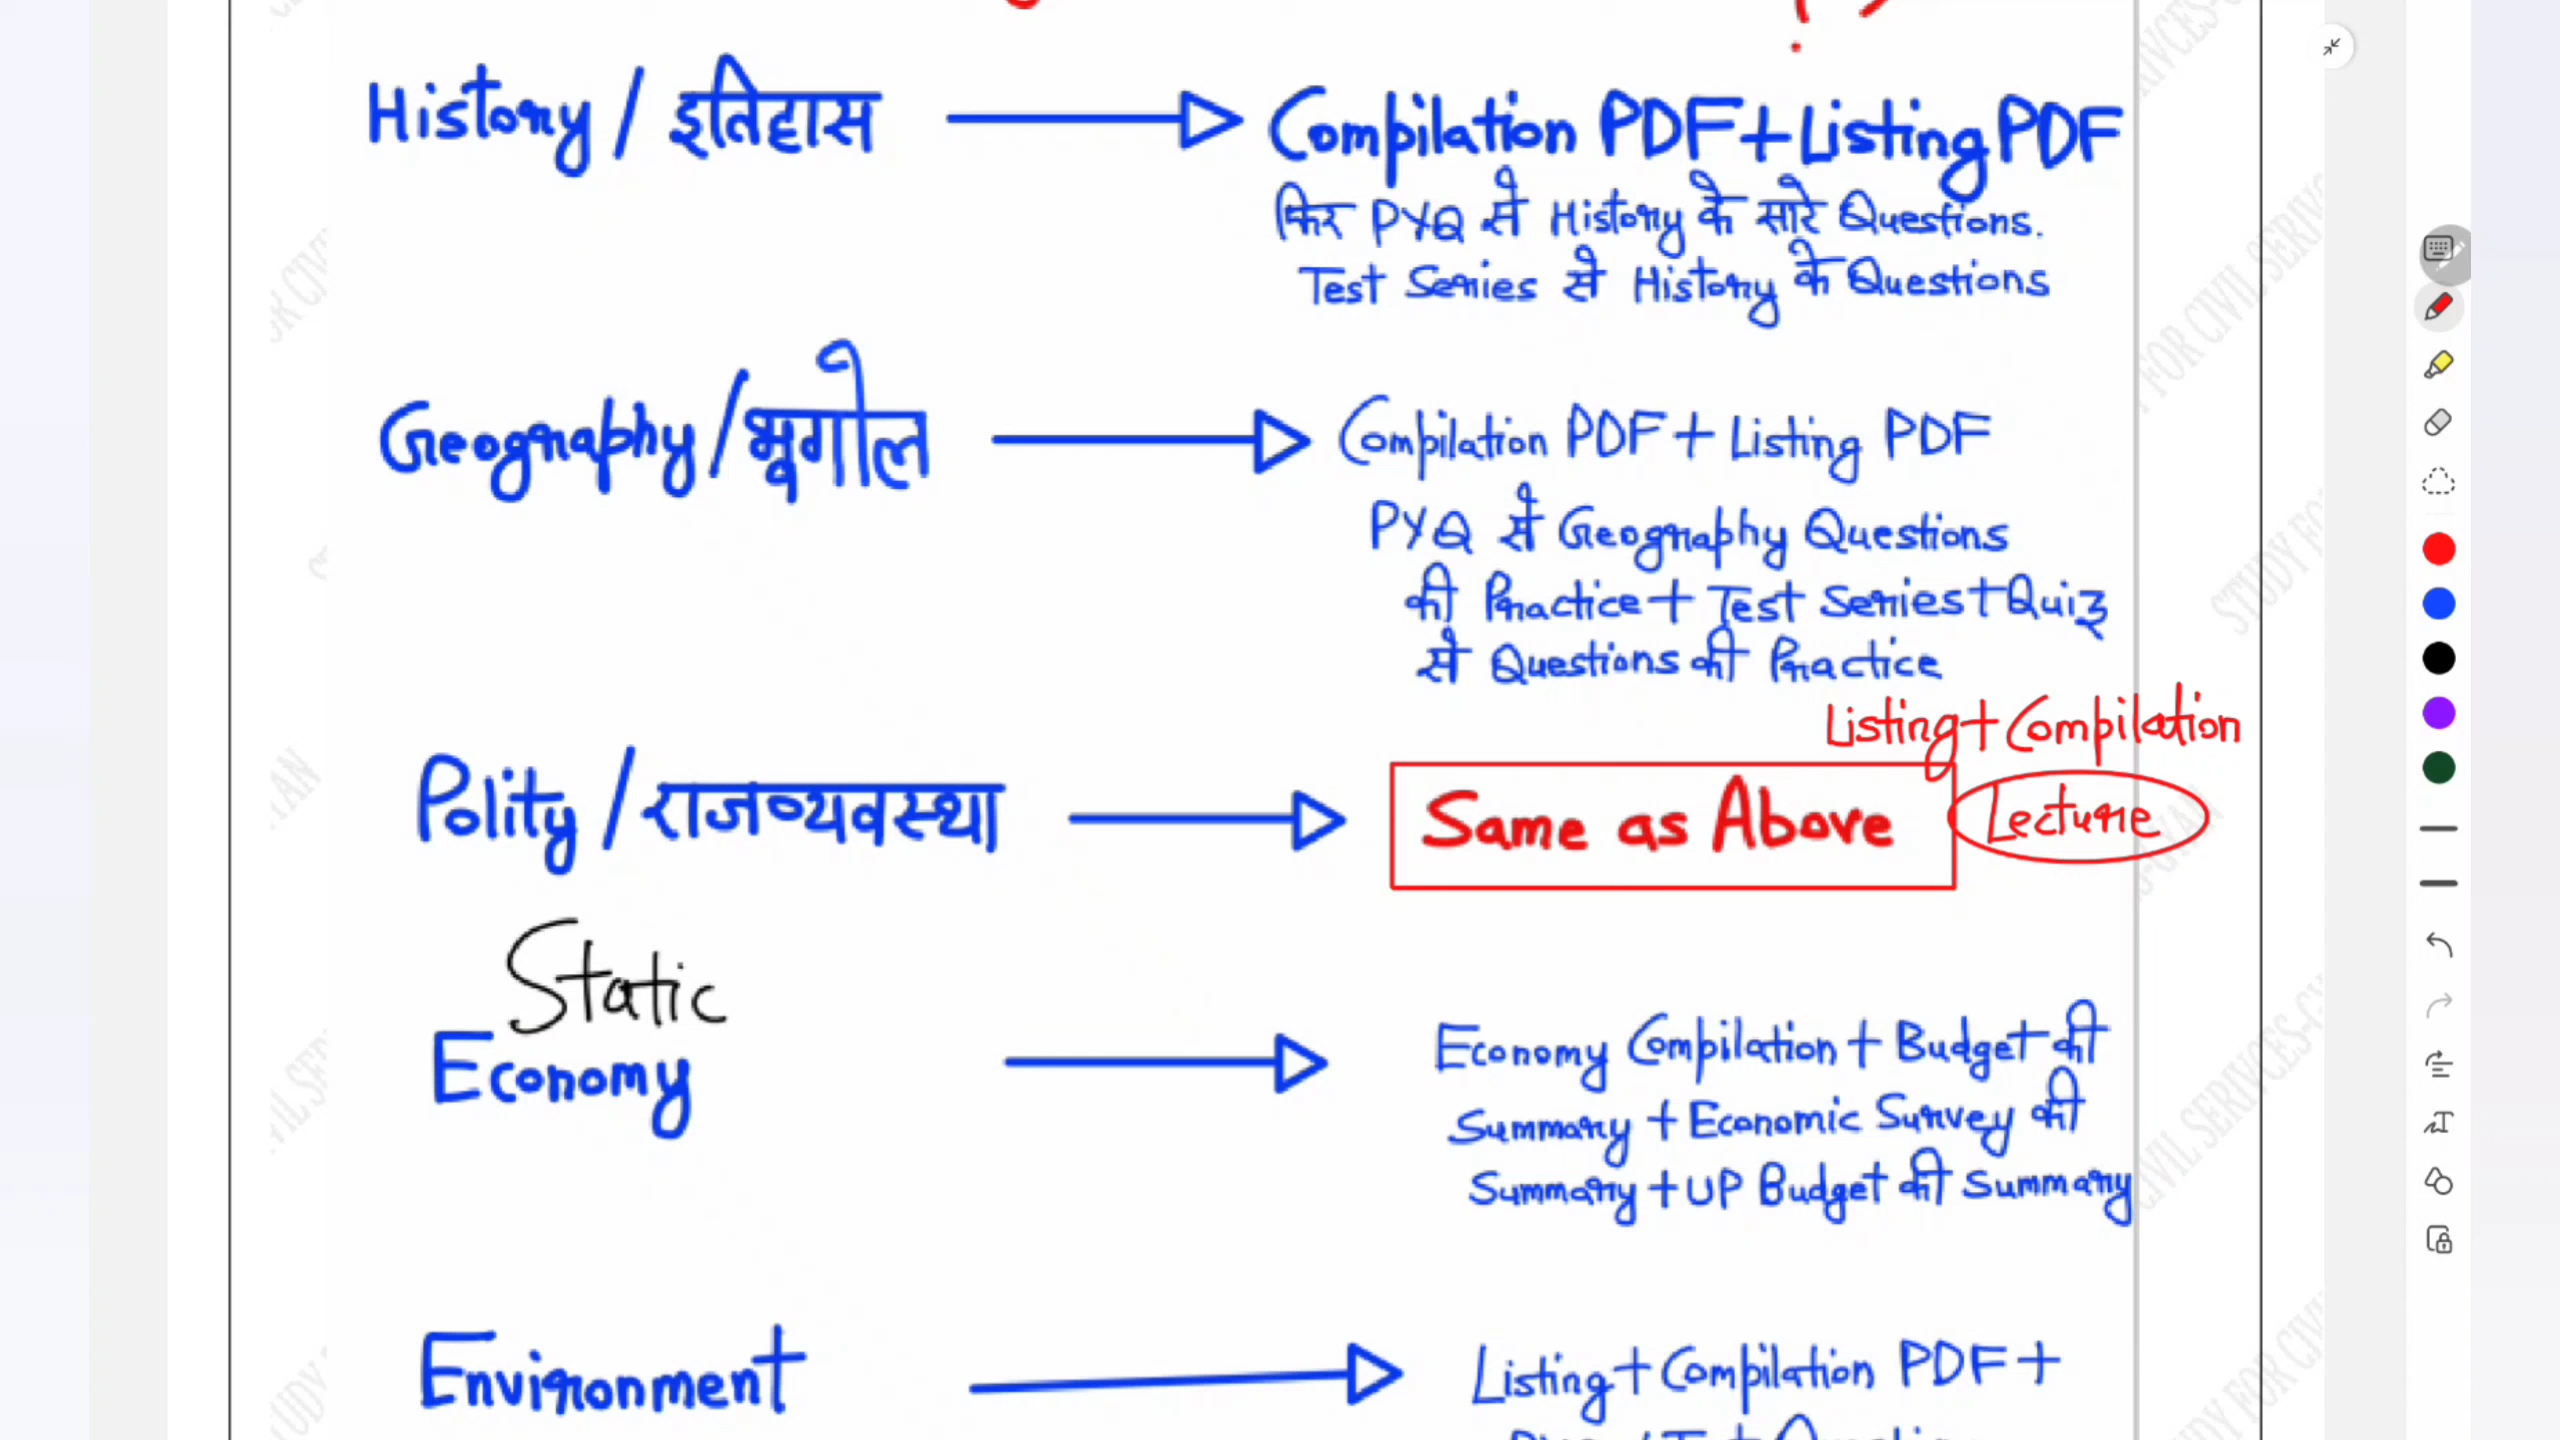 History / इतिहास → Compilation PDF + Listing PDF
फिर PYQ से History के सारे Questions.
Test Series से History के Questions
Geography / भूगोल → Compilation PDF + Listing PDF
PYQ से Geography Questions
की Practice + Test Series + Quiz
से Questions की Practice
Listing + Compilation
Polity / राजव्यवस्था → Same as Above Lecture
Static
Economy → Economy Compilation + Budget की
Summary + Economic Survey की
Summary + UP Budget की Summary
Environment → Listing + Compilation PDF +